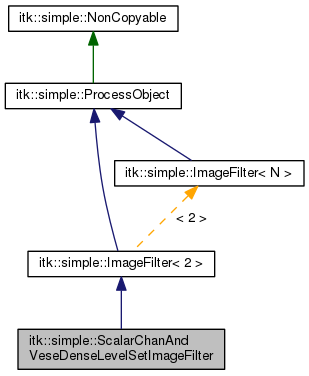 itk::simple::NonCopyable
itk::simple::ProcessObject
itk::simple::ImageFilter< N >
< 2 >
itk::simple::ImageFilter< 2 >
itk::simple::ScalarChanAnd
VeseDenseLevelSetImageFilter